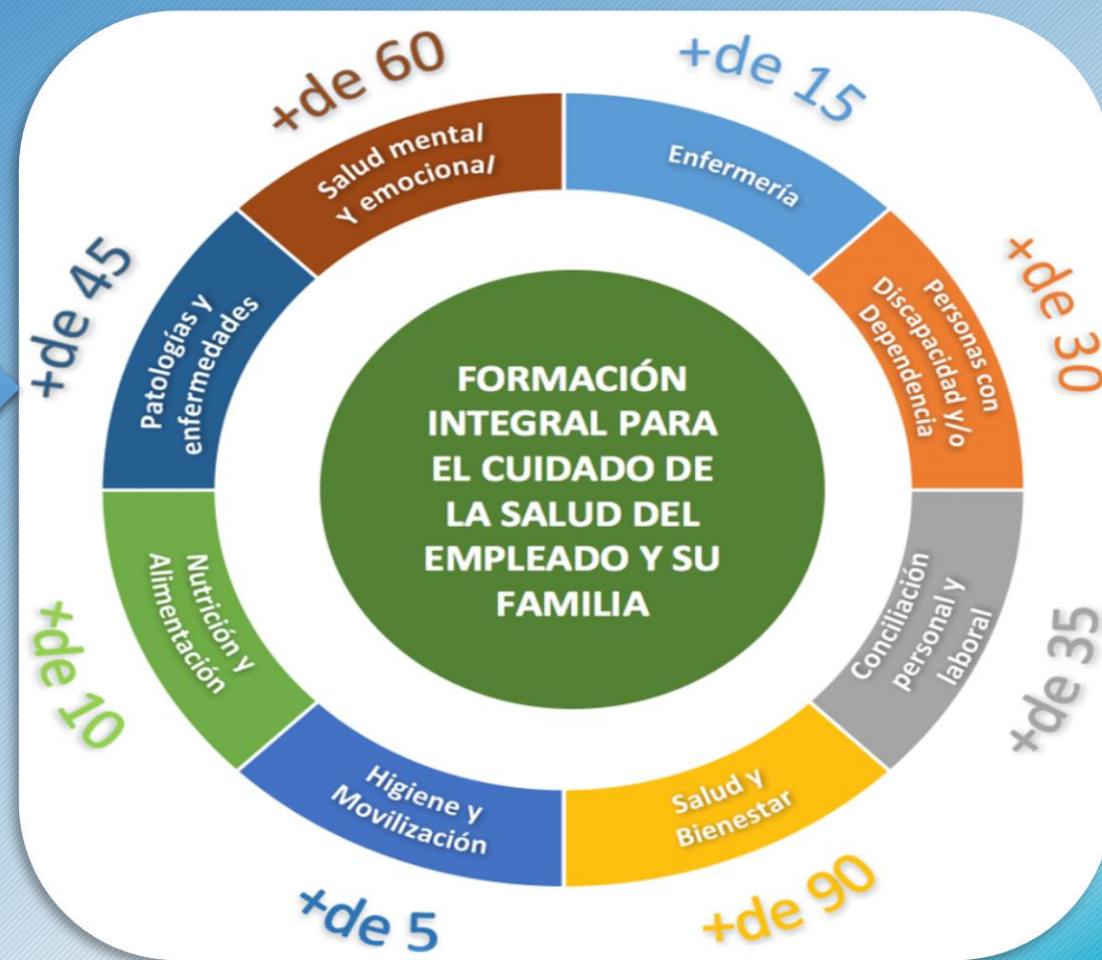 +de 60
+de 15
Salud mental
Y emocional
Enfermería
+de 45
+de 30
Patologías y
enfermedades
Personas con
Discapacidad y/o
Dependencia
FORMACIÓN
INTEGRAL PARA
EL CUIDADO DE
LA SALUD DEL
EMPLEADO Y SU
FAMILIA
Nutrición y
Alimentación
Conciliación
personal y
laboral
+de 10
+de 35
Higiene y
Movilización
Salud y
Bienestar
+de 5
+de 90